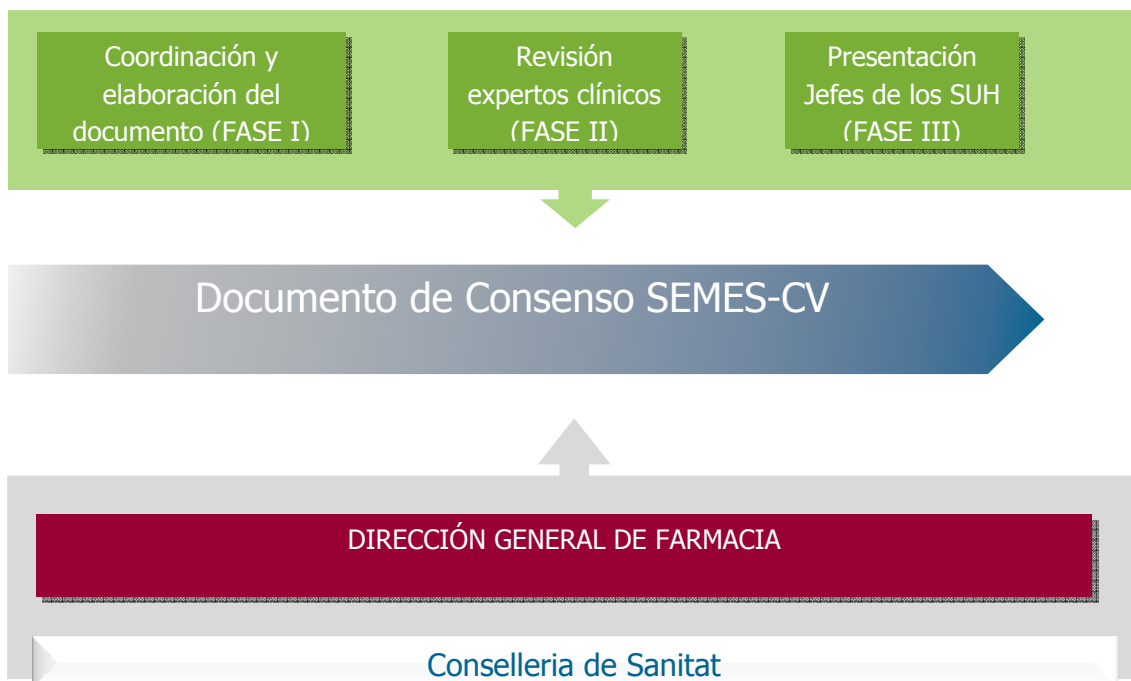 Coordinación y
elaboración del
documento (FASE I)
Revisión
expertos clínicos
(FASE II)
Presentación
Jefes de los SUH
(FASE III)
Documento de Consenso SEMES-CV
DIRECCIÓN GENERAL DE FARMACIA
Conselleria de Sanitat